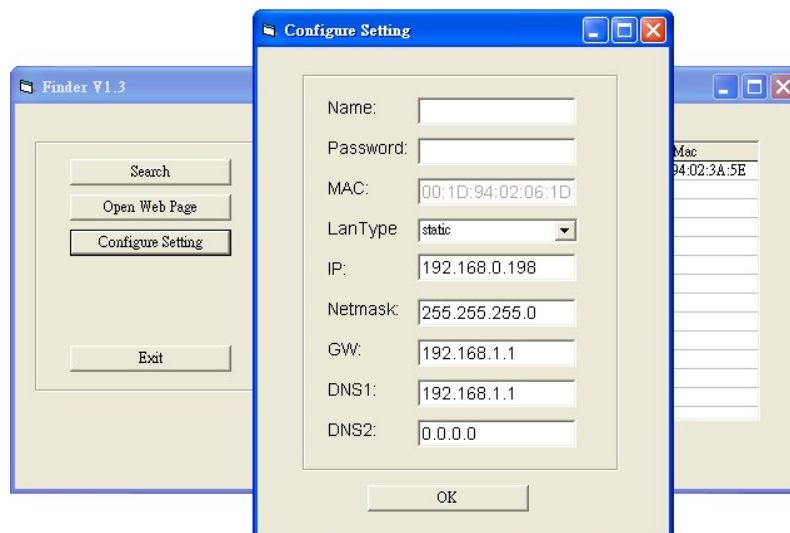 Configure Setting
Finder V1.3
Search
Open Web Page
Configure Setting
Exit
Mac
94:02:3A:5E
Name:
Password:
MAC: 00:1D:94:02:06:1D
LanType static
IP: 192.168.0.198
Netmask: 255.255.255.0
GW: 192.168.1.1
DNS1: 192.168.1.1
DNS2: 0.0.0.0
OK